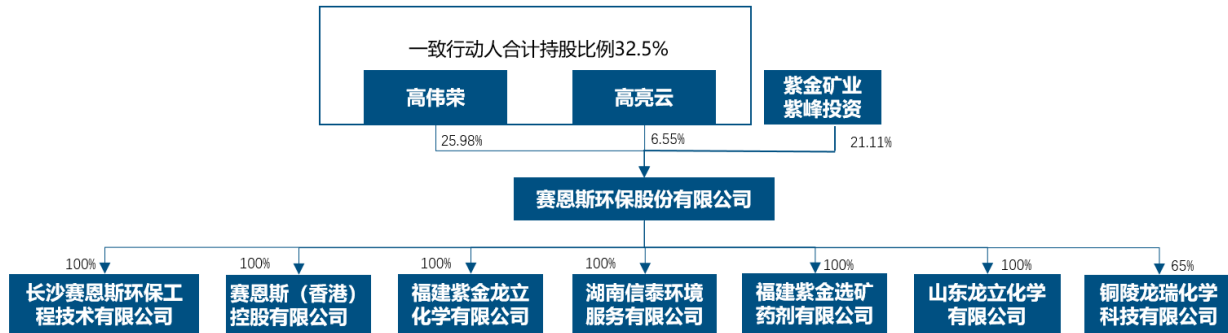 一致行动人合计持股比例32.5%
高伟荣
高亮云
紫金矿业
紫峰投资
25.98%
6.55%
21.11%
赛恩斯环保股份有限公司
100%
100%
100%
100%
100%
100%
65%
长沙赛恩斯环保工
程技术有限公司
赛恩斯（香港）
控股有限公司
福建紫金龙立
化学有限公司
湖南信泰环境
服务有限公司
福建紫金选矿
药剂有限公司
山东龙立化学
有限公司
铜陵龙瑞化学
科技有限公司